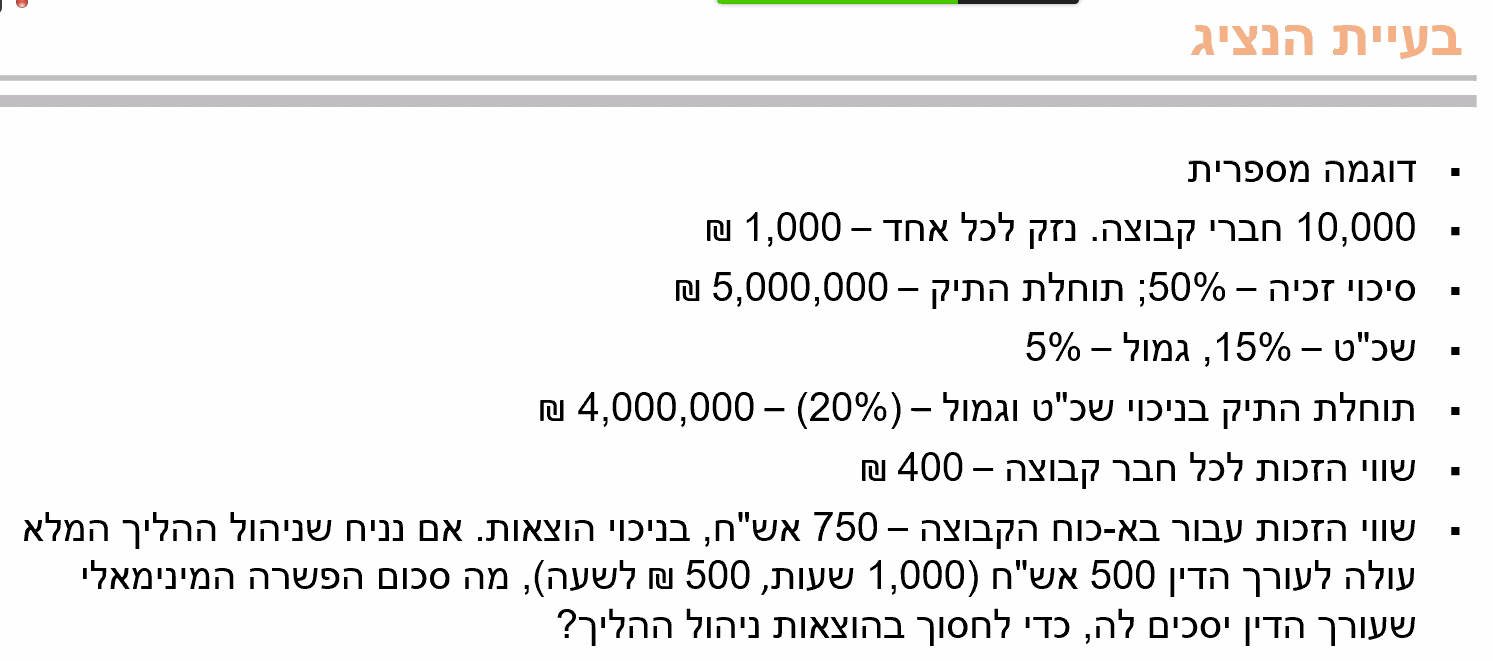 בעיית הנציג
▪ דוגמה מספרית
▪ 10,000 חברי קבוצה. נזק לכל אחד – 1,000 ₪
▪ סיכוי זכיה – 50%; תוחלת התיק – 5,000,000 ₪
▪ שכ"ט – 15%, גמול – 5%
▪ תוחלת התיק בניכוי שכ"ט וגמול – (20%) – 4,000,000 ₪
▪ שווי הזכות לכל חבר קבוצה – 400 ₪
▪ שווי הזכות עבור בא-כוח הקבוצה – 750 אש"ח, בניכוי הוצאות. אם נניח שניהול ההליך המלא
עולה לעורך הדין 500 אש"ח (1,000 שעות, 500 ₪ לשעה), מה סכום הפשרה המינימאלי
שעורך הדין יסכים לה, כדי לחסוך בהוצאות ניהול ההליך?